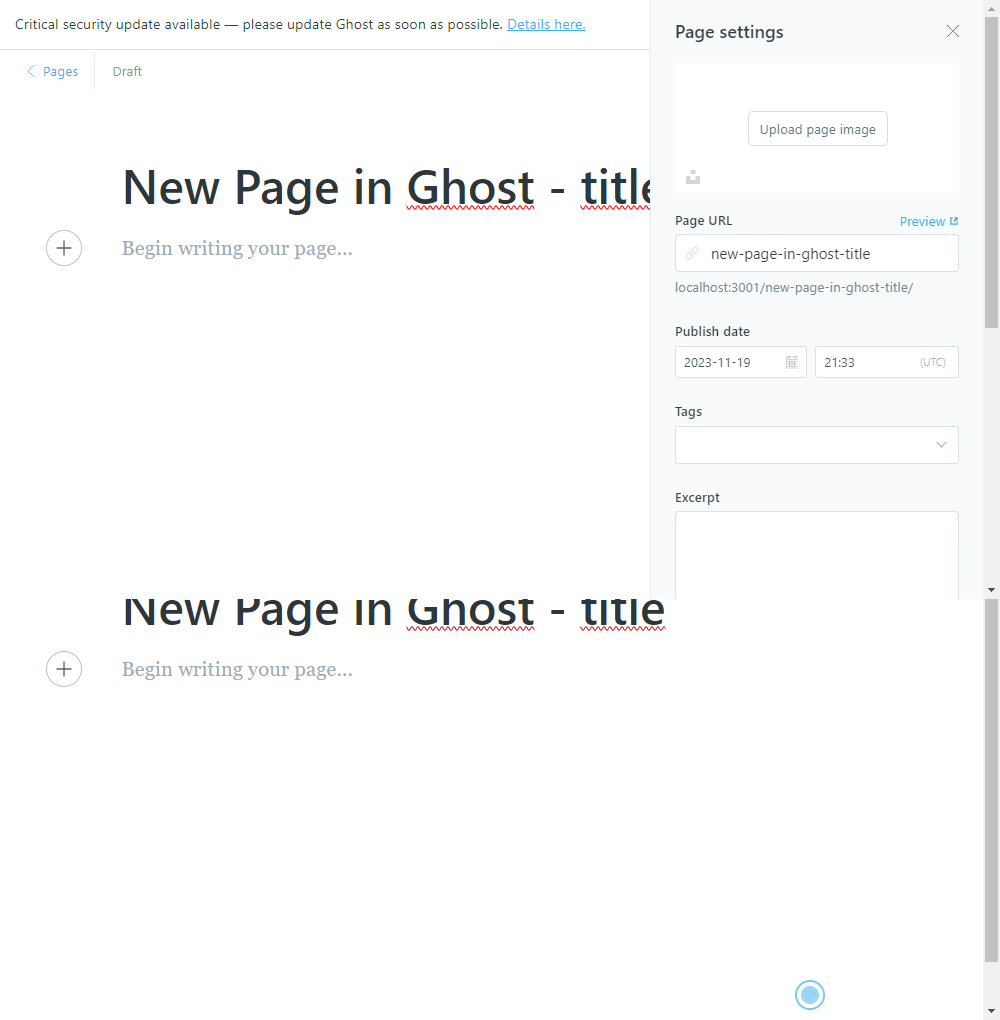 Critical security update available — please update Ghost as soon as possible. Details here.
Page settings
Pages
Draft
Upload page image
New Page in Ghost - title
Begin writing your page...
Page URL
Preview
new-page-in-ghost-title
localhost:3001/new-page-in-ghost-title/
Publish date
2023-11-19
21:33
(UTC)
Tags
Excerpt
New Page in Ghost - title
Begin writing your page...